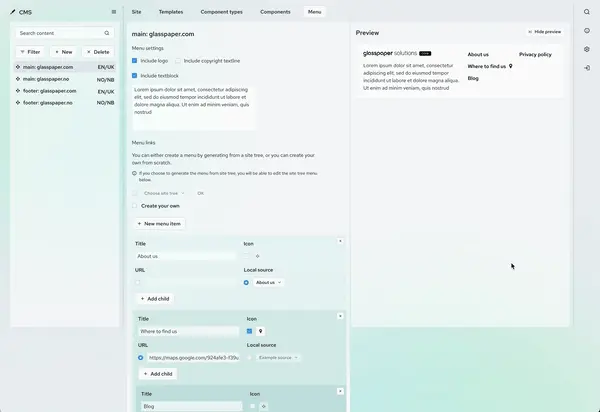 CMS
Site
Templates
Component types
Components
Menu
Search content
Filter
+ New
× Delete
main: glasspaper.com EN/UK
main: glasspaper.no NO/NB
footer: glasspaper.com EN/UK
footer: glasspaper.no NO/NB
main: glasspaper.com
Menu settings
Include logo
Include copyright textline
Include textblock
Lorem ipsum dolor sit amet, consectetur
adipiscing elit, sed do eiusmod tempor
incididunt ut labore et dolore magna aliqua.
Ut enim ad minim veniam, quis nostrud
Menu links
You can either create a menu by generating from a site tree, or you can create your
own from scratch.
If you choose to generate the menu from site tree, you will be able to edit the site tree menu
below.
Choose site tree
OK
Create your own
+ New menu item
Title
Icon
About us
URL
Local source
About us
+ Add child
Title
Icon
Where to find us
URL
Local source
https://maps.google.com/924a1e3-f39u
Example source
+ Add child
Title
Icon
Blog
Preview
Hide preview
glasspaper solutions
Lorem ipsum dolor sit amet, consectetur
adipiscing elit, sed do eiusmod
tempor incididunt ut labore et
dolore magna aliqua.
Ut enim ad minim veniam, quis
About us
Privacy policy
Where to find us
Blog